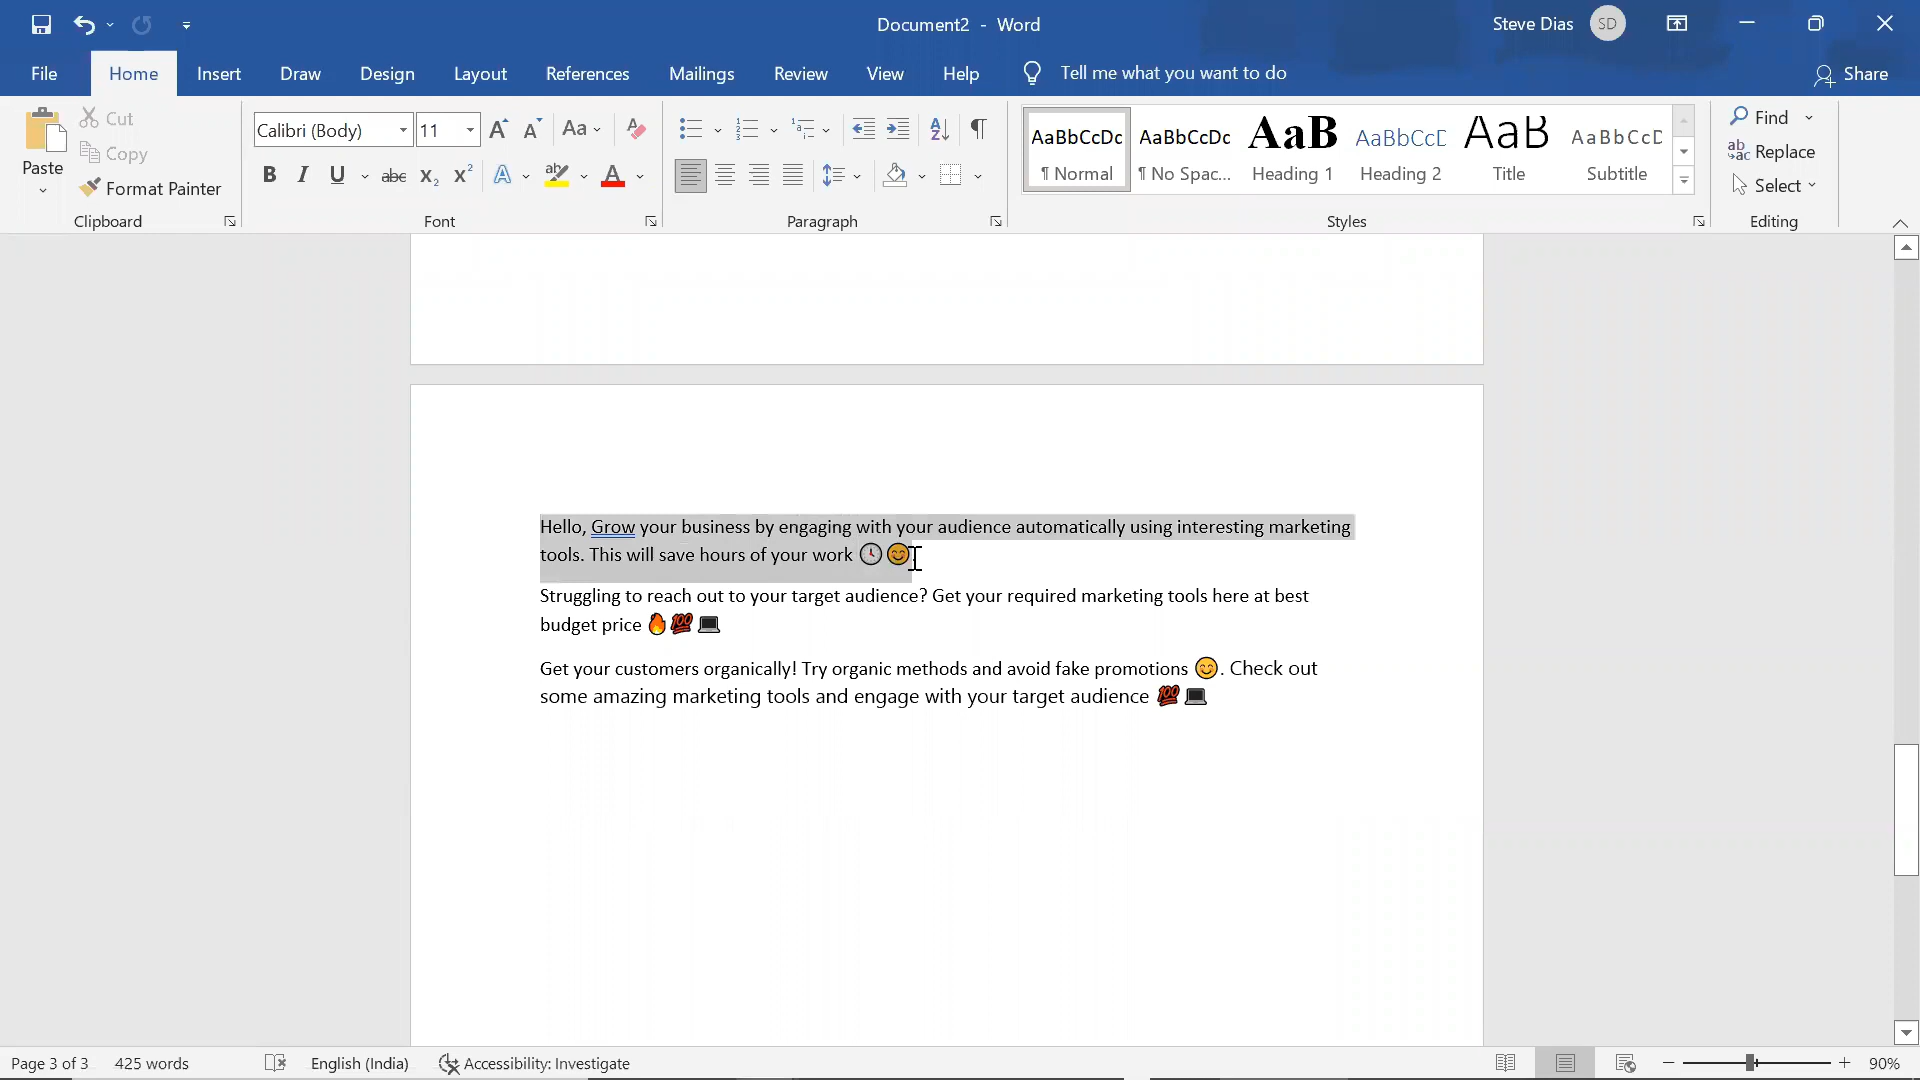 Document2 - Word
Steve Dias SD
File Home Insert Draw Design Layout References Mailings Review View Help Tell me what you want to do Share
Cut
Copy
Format Painter
Paste
Clipboard
Calibri (Body) 11
Aa
B I U abc X₂ X² A ab A
Font
Paragraph
AaBbCcDc AaBbCcDc AaB AaBbCcD AaB AaBbCcD
¶ Normal ¶ No Spac... Heading 1 Heading 2 Title Subtitle
Styles
Find
Replace
Select
Editing
Hello, Grow your business by engaging with your audience automatically using interesting marketing
tools. This will save hours of your work 🕓😊.
Struggling to reach out to your target audience? Get your required marketing tools here at best
budget price 🔥💯💻
Get your customers organically! Try organic methods and avoid fake promotions 😊. Check out
some amazing marketing tools and engage with your target audience 💯💻
Page 3 of 3 425 words English (India) Accessibility: Investigate 90%